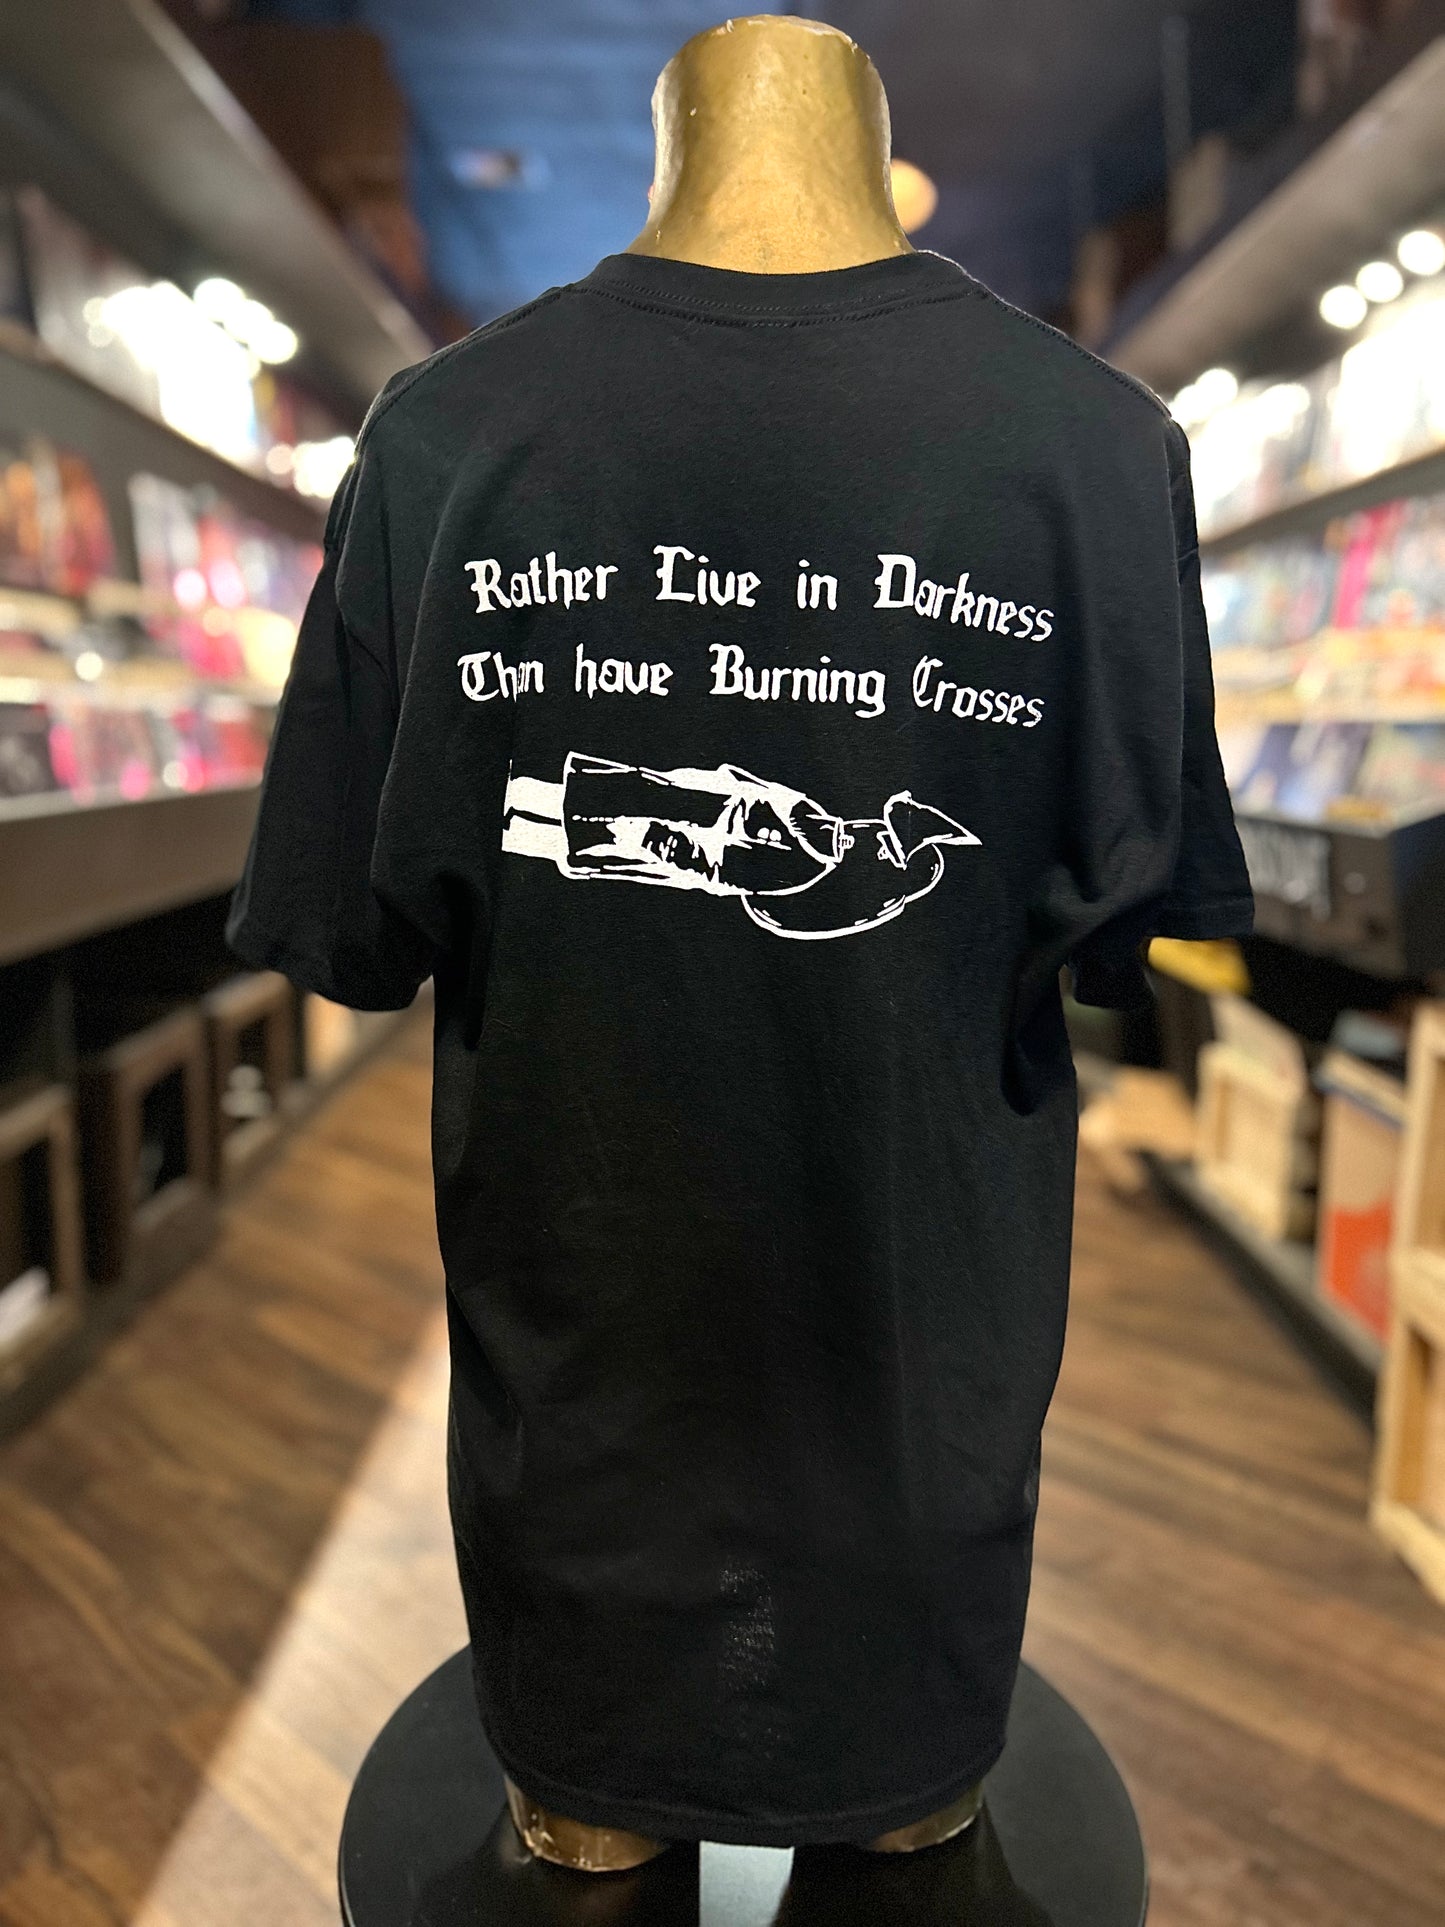 Rather Live in Darkness
Than have Burning Crosses